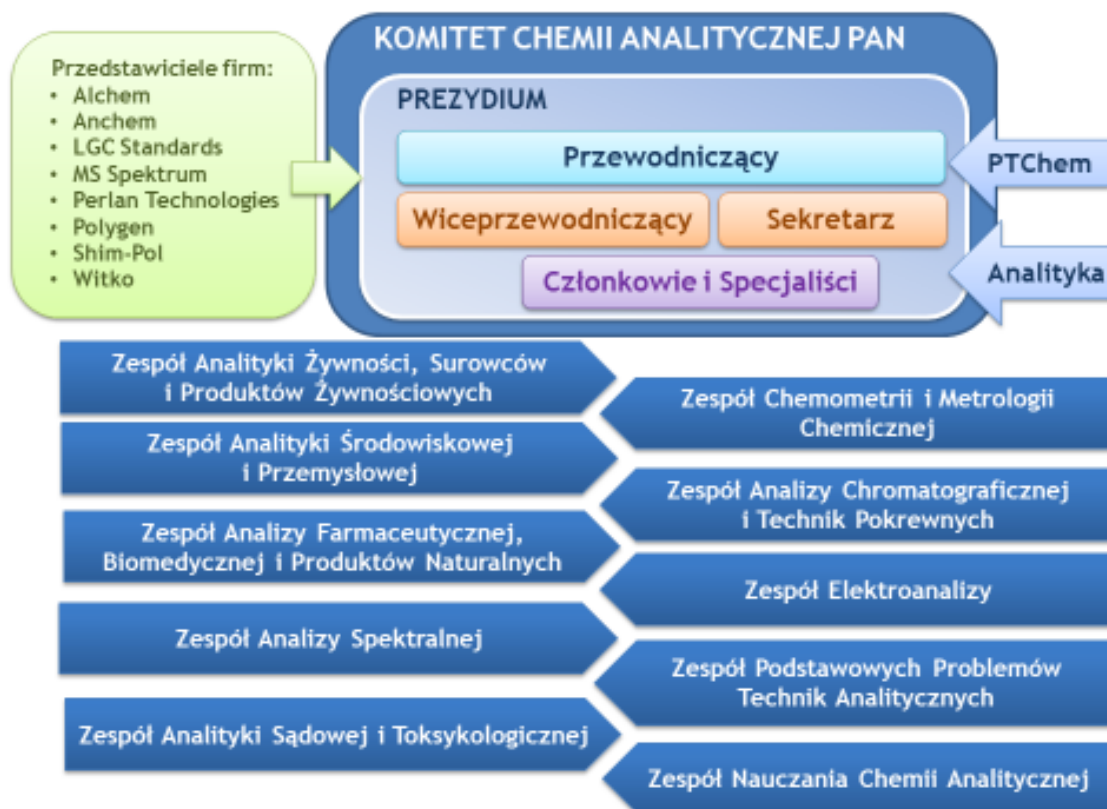 KOMITET CHEMII ANALITYCZNEJ PAN
Przedstawiciele firm:
• Alchem
• Anchem
• LGC Standards
• MS Spektrum
• Perlan Technologies
• Polygen
• Shim-Pol
• Witko
PREZYDIUM
Przewodniczący
Wiceprzewodniczący
Sekretarz
Członkowie i Specjaliści
PTChem
Analityka
Zespół Analityki Żywności, Surowców
i Produktów Żywnościowych
Zespół Chemometrii i Metrologii
Chemicznej
Zespół Analityki Środowiskowej
i Przemysłowej
Zespół Analizy Chromatograficznej
i Technik Pokrewnych
Zespół Analizy Farmaceutycznej,
Biomedycznej i Produktów Naturalnych
Zespół Elektroanalizy
Zespół Analizy Spektralnej
Zespół Podstawowych Problemów
Technik Analitycznych
Zespół Analityki Sądowej i Toksykologicznej
Zespół Nauczania Chemii Analitycznej